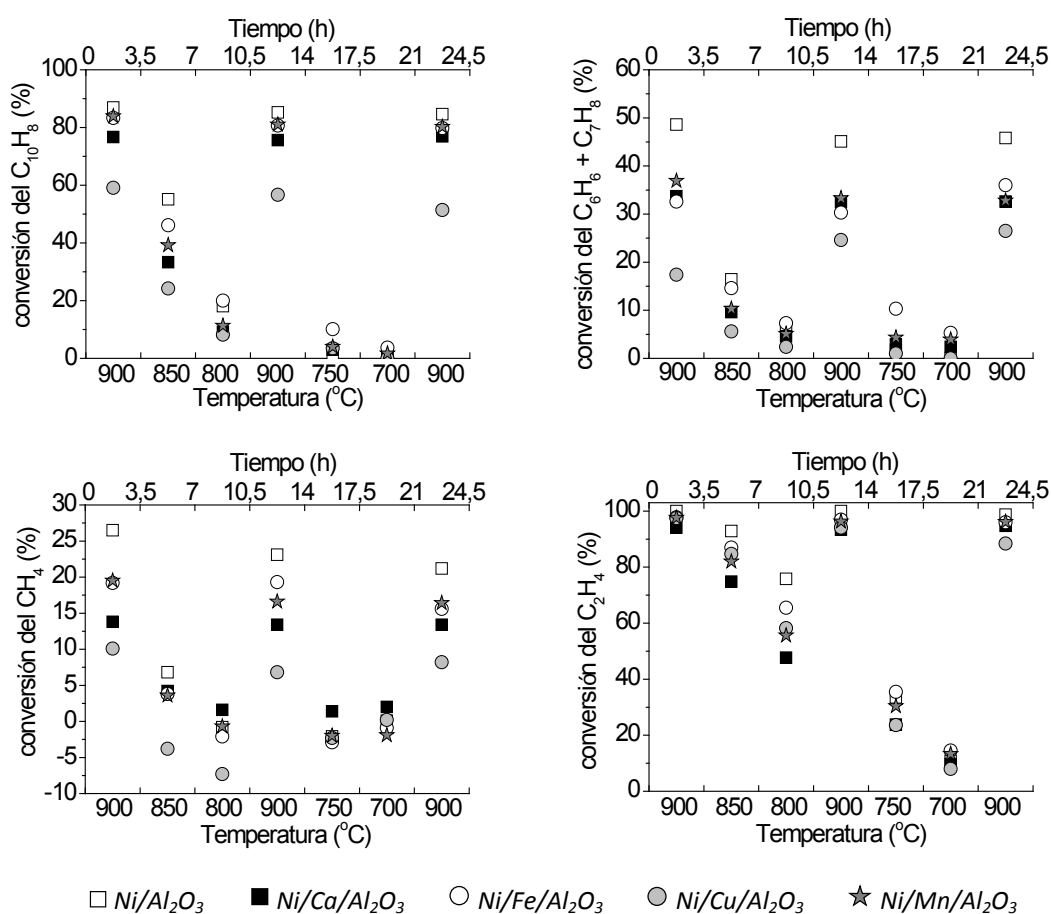 Tiempo (h)
0 3,5 7 10,5 14 17,5 21 24,5
conversión del C₁₀H₈ (%)
100
80
60
40
20
0
900 850 800 900 750 700 900
Temperatura (°C)
Tiempo (h)
0 3,5 7 10,5 14 17,5 21 24,5
conversión del C₆H₆ + C₇H₈ (%)
60
50
40
30
20
10
0
900 850 800 900 750 700 900
Temperatura (°C)
Tiempo (h)
0 3,5 7 10,5 14 17,5 21 24,5
conversión del CH₄ (%)
30
25
20
15
10
5
0
-5
-10
900 850 800 900 750 700 900
Temperatura (°C)
Tiempo (h)
0 3,5 7 10,5 14 17,5 21 24,5
conversión del C₂H₄ (%)
100
80
60
40
20
0
900 850 800 900 750 700 900
Temperatura (°C)
Ni/Al₂O₃ Ni/Ca/Al₂O₃ Ni/Fe/Al₂O₃ Ni/Cu/Al₂O₃ Ni/Mn/Al₂O₃